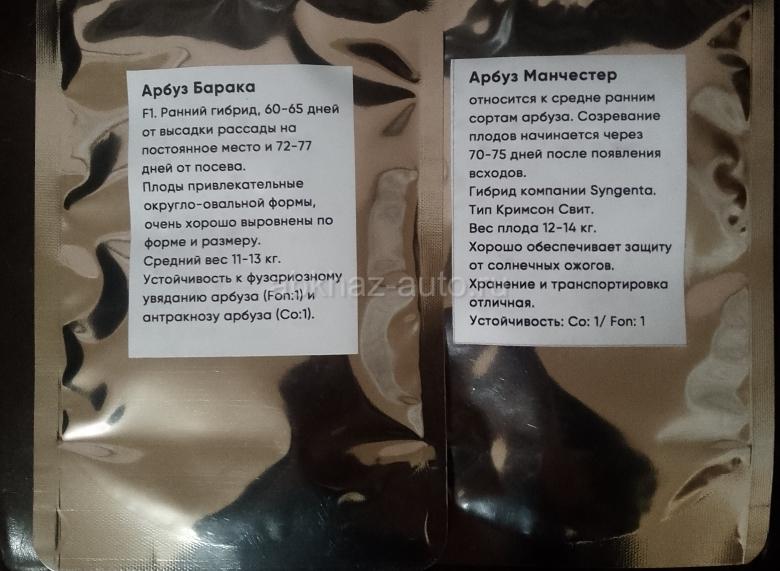 Арбуз Барака
F1. Ранний гибрид, 60-65 дней
от высадки рассады на
постоянное место и 72-77
дней от посева.
Плоды привлекательные
округло-овальной формы,
очень хорошо выровнены по
форме и размеру.
Средний вес 11-13 кг.
Устойчивость к фузариозному
увяданию арбуза (Fon:1) и
антракнозу арбуза (Co:1).
Арбуз Манчестер
относится к средне ранним
сортам арбуза. Созревание
плодов начинается через
70-75 дней после появления
всходов.
Гибрид компании Syngenta.
Тип Кримсон Свит.
Вес плода 12-14 кг.
Хорошо обеспечивает защиту
от солнечных ожогов.
Хранение и транспортировка
отличная.
Устойчивость: Co: 1/ Fon: 1
abkhaz-auto.ru